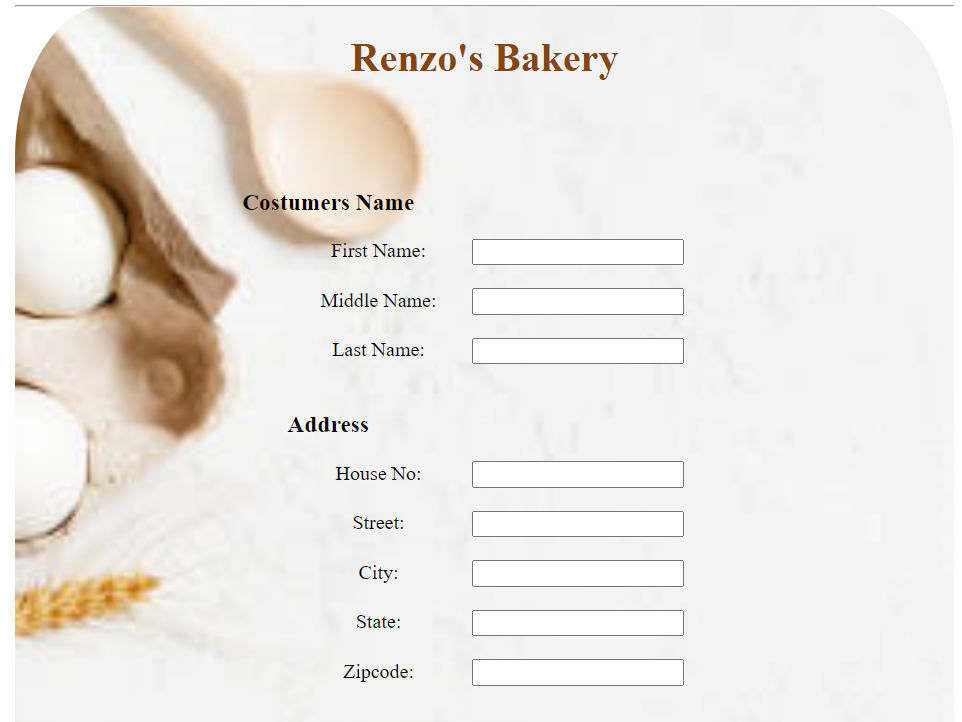 Renzo's Bakery
Costumers Name
First Name:
Middle Name:
Last Name:
Address
House No:
Street:
City:
State:
Zipcode: